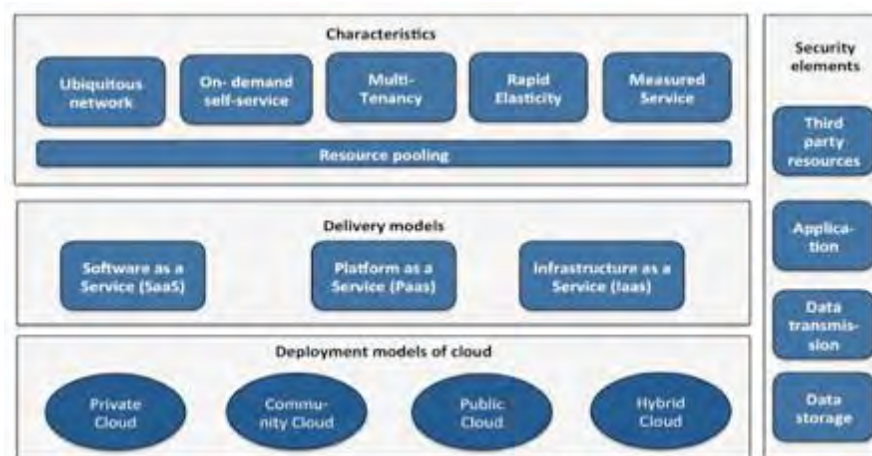 Characteristics
Ubiquitous
network
On- demand
self-service
Multi-
Tenancy
Rapid
Elasticity
Measured
Service
Resource pooling
Delivery models
Software as a
Service (SaaS)
Platform as a
Service (Paas)
Infrastructure as a
Service (Iaas)
Deployment models of cloud
Private
Cloud
Commu-
nity Cloud
Public
Cloud
Hybrid
Cloud
Security
elements
Third
party
resources
Applica-
tion
Data
transmis-
sion
Data
storage